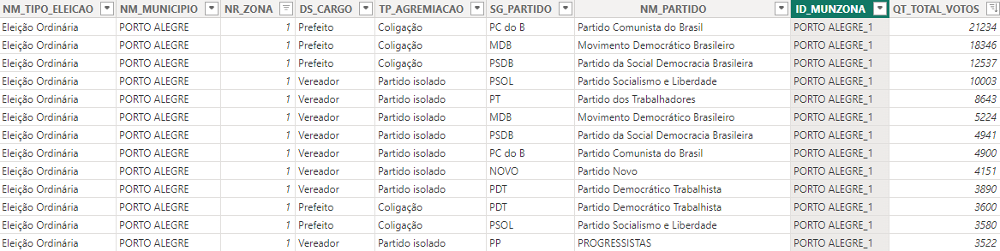 NM_TIPO_ELEICAO NM_MUNICIPIO NR_ZONA DS_CARGO TP_AGREMIACAO SG_PARTIDO NM_PARTIDO ID_MUNZONA QT_TOTAL_VOTOS
Eleição Ordinária PORTO ALEGRE 1 Prefeito Coligação PC do B Partido Comunista do Brasil PORTO ALEGRE_1 21234
Eleição Ordinária PORTO ALEGRE 1 Prefeito Coligação MDB Movimento Democrático Brasileiro PORTO ALEGRE_1 18346
Eleição Ordinária PORTO ALEGRE 1 Prefeito Coligação PSDB Partido da Social Democracia Brasileira PORTO ALEGRE_1 12537
Eleição Ordinária PORTO ALEGRE 1 Vereador Partido isolado PSOL Partido Socialismo e Liberdade PORTO ALEGRE_1 10003
Eleição Ordinária PORTO ALEGRE 1 Vereador Partido isolado PT Partido dos Trabalhadores PORTO ALEGRE_1 8643
Eleição Ordinária PORTO ALEGRE 1 Vereador Partido isolado MDB Movimento Democrático Brasileiro PORTO ALEGRE_1 5224
Eleição Ordinária PORTO ALEGRE 1 Vereador Partido isolado PSDB Partido da Social Democracia Brasileira PORTO ALEGRE_1 4941
Eleição Ordinária PORTO ALEGRE 1 Vereador Partido isolado PC do B Partido Comunista do Brasil PORTO ALEGRE_1 4900
Eleição Ordinária PORTO ALEGRE 1 Vereador Partido isolado NOVO Partido Novo PORTO ALEGRE_1 4151
Eleição Ordinária PORTO ALEGRE 1 Vereador Partido isolado PDT Partido Democrático Trabalhista PORTO ALEGRE_1 3890
Eleição Ordinária PORTO ALEGRE 1 Prefeito Coligação PDT Partido Democrático Trabalhista PORTO ALEGRE_1 3600
Eleição Ordinária PORTO ALEGRE 1 Prefeito Coligação PSOL Partido Socialismo e Liberdade PORTO ALEGRE_1 3580
Eleição Ordinária PORTO ALEGRE 1 Vereador Partido isolado PP PROGRESSISTAS PORTO ALEGRE_1 3522